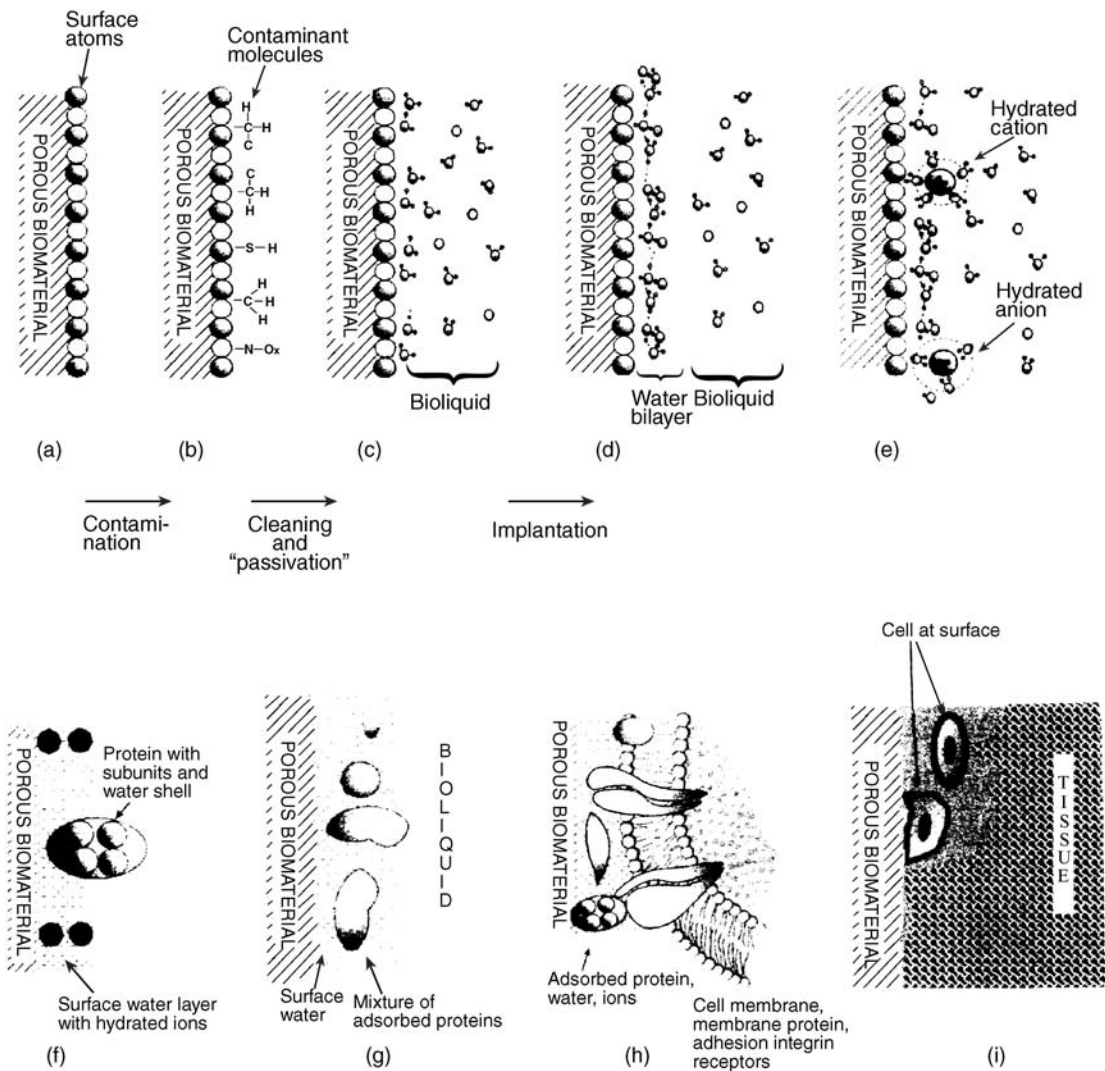 Surface
atoms
Contaminant
molecules
POROUS BIOMATERIAL
POROUS BIOMATERIAL
H
C H
C
C
C H
H
S H
H
C H
H
N Ox
POROUS BIOMATERIAL
Bioliquid
POROUS BIOMATERIAL
Water
bilayer
Bioliquid
POROUS BIOMATERIAL
Hydrated
cation
Hydrated
anion
(a)
(b)
(c)
(d)
(e)
Contami-
nation
Cleaning
and
“passivation”
Implantation
POROUS BIOMATERIAL
Protein with
subunits and
water shell
Surface water layer
with hydrated ions
POROUS BIOMATERIAL
BIOLIQUID
Surface
water
Mixture of
adsorbed proteins
POROUS BIOMATERIAL
Adsorbed protein,
water, ions
Cell membrane,
membrane protein,
adhesion integrin
receptors
Cell at surface
POROUS BIOMATERIAL
TISSUE
(f)
(g)
(h)
(i)